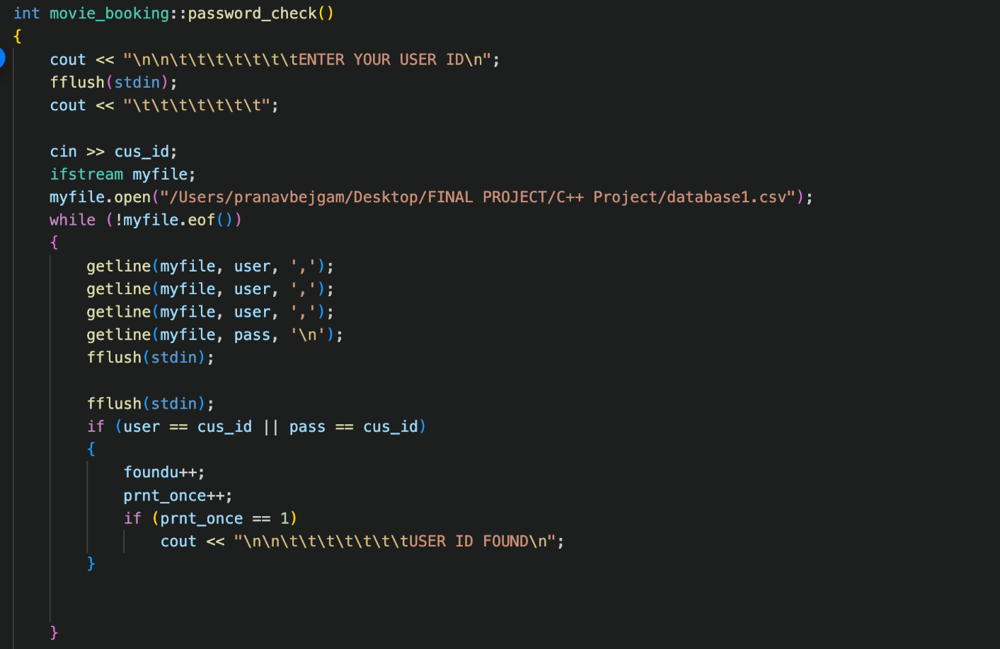 int movie_booking::password_check()
{
    cout << "\n\n\t\t\t\t\t\t\tENTER YOUR USER ID\n";
    fflush(stdin);
    cout << "\t\t\t\t\t\t\t";

    cin >> cus_id;
    ifstream myfile;
    myfile.open("/Users/pranavbejgam/Desktop/FINAL PROJECT/C++ Project/database1.csv");
    while (!myfile.eof())
    {
        getline(myfile, user, ',');
        getline(myfile, user, ',');
        getline(myfile, user, ',');
        getline(myfile, pass, '\n');
        fflush(stdin);

        fflush(stdin);
        if (user == cus_id || pass == cus_id)
        {
            foundu++;
            prnt_once++;
            if (prnt_once == 1)
                cout << "\n\n\t\t\t\t\t\t\tUSER ID FOUND\n";
        }


    }